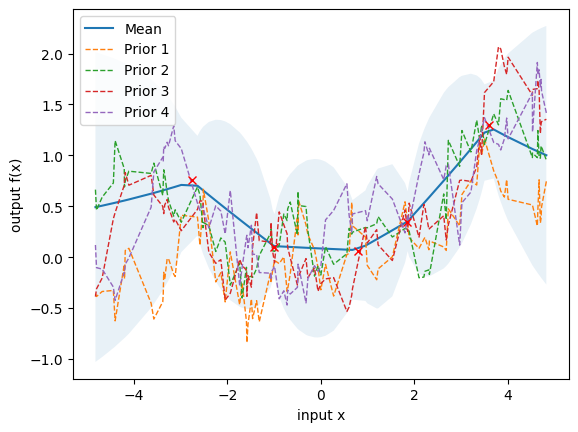 Mean
Prior 1
Prior 2
Prior 3
Prior 4
output f(x)
2.0
1.5
1.0
0.5
0.0
−0.5
−1.0
−4
−2
0
2
4
input x